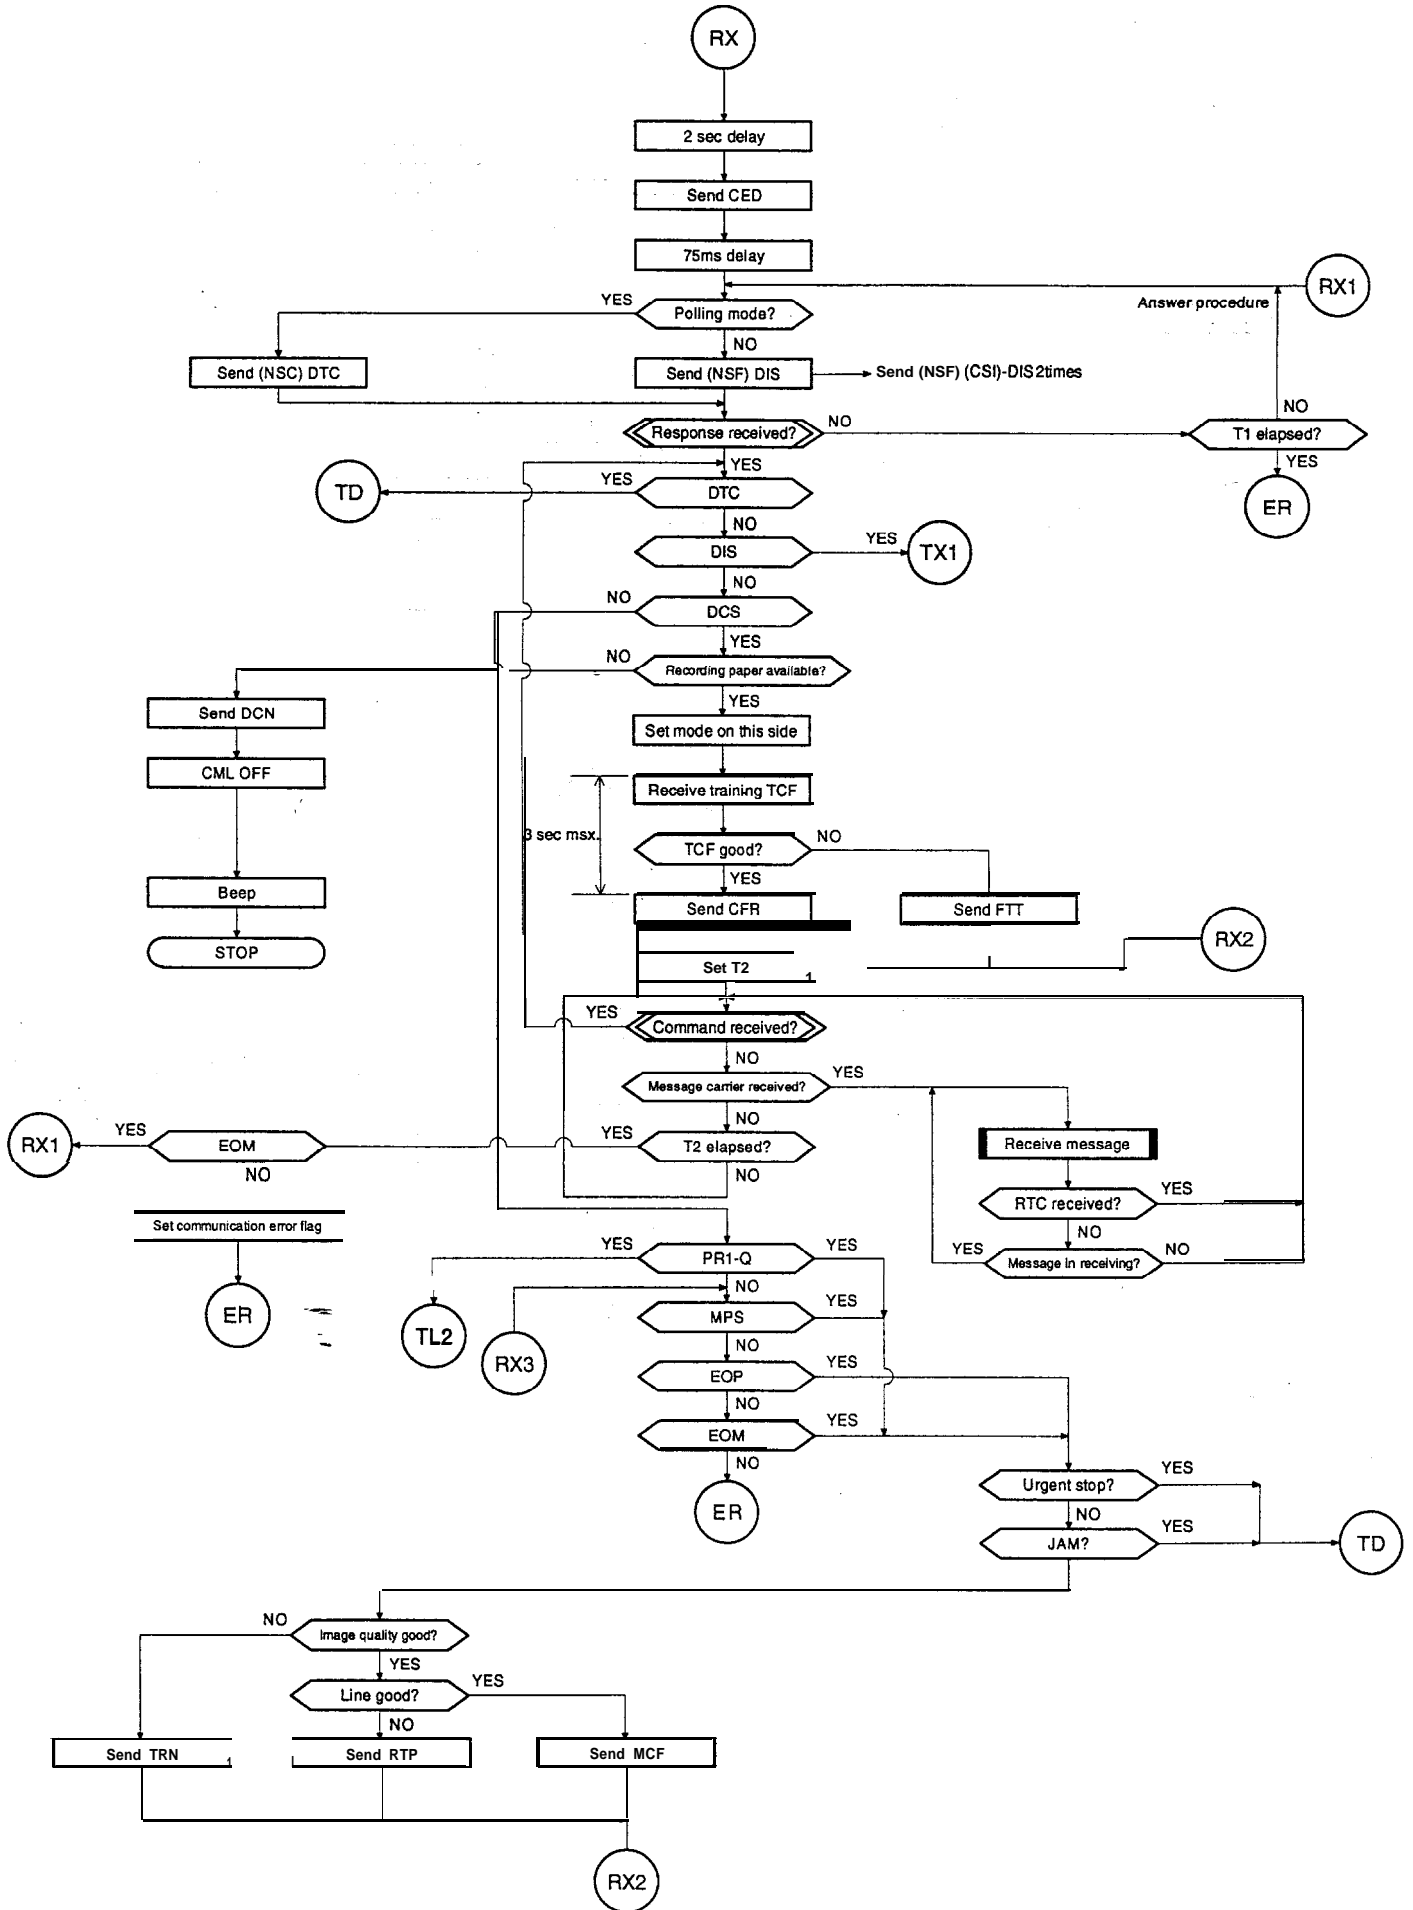 RX
2 sec delay
Send CED
75ms delay
RX1
Answer procedure
YES
Polling mode?
NO
Send (NSC) DTC
Send (NSF) DIS
Send (NSF) (CSI)-DIS2times
NO
Response received?
NO
T1 elapsed?
YES
YES
ER
TD
YES
DTC
NO
DIS
YES
TX1
NO
NO
DCS
YES
NO
Recording paper available?
YES
Send DCN
Set mode on this side
CML OFF
Receive training TCF
3 sec msx.
TCF good?
NO
YES
Beep
Send CFR
Send FTT
STOP
RX2
Set T2
1
YES
Command received?
NO
Message carrier received?
YES
NO
RX1
YES
EOM
YES
T2 elapsed?
Receive message
NO
NO
RTC received?
YES
NO
Set communication error flag
YES
PR1-Q
YES
YES
Message In receiving?
NO
NO
ER
TL2
RX3
MPS
YES
NO
EOP
YES
NO
EOM
YES
NO
ER
Urgent stop?
YES
NO
JAM?
YES
TD
NO
Image quality good?
YES
Line good?
YES
NO
Send TRN
1
Send RTP
Send MCF
RX2